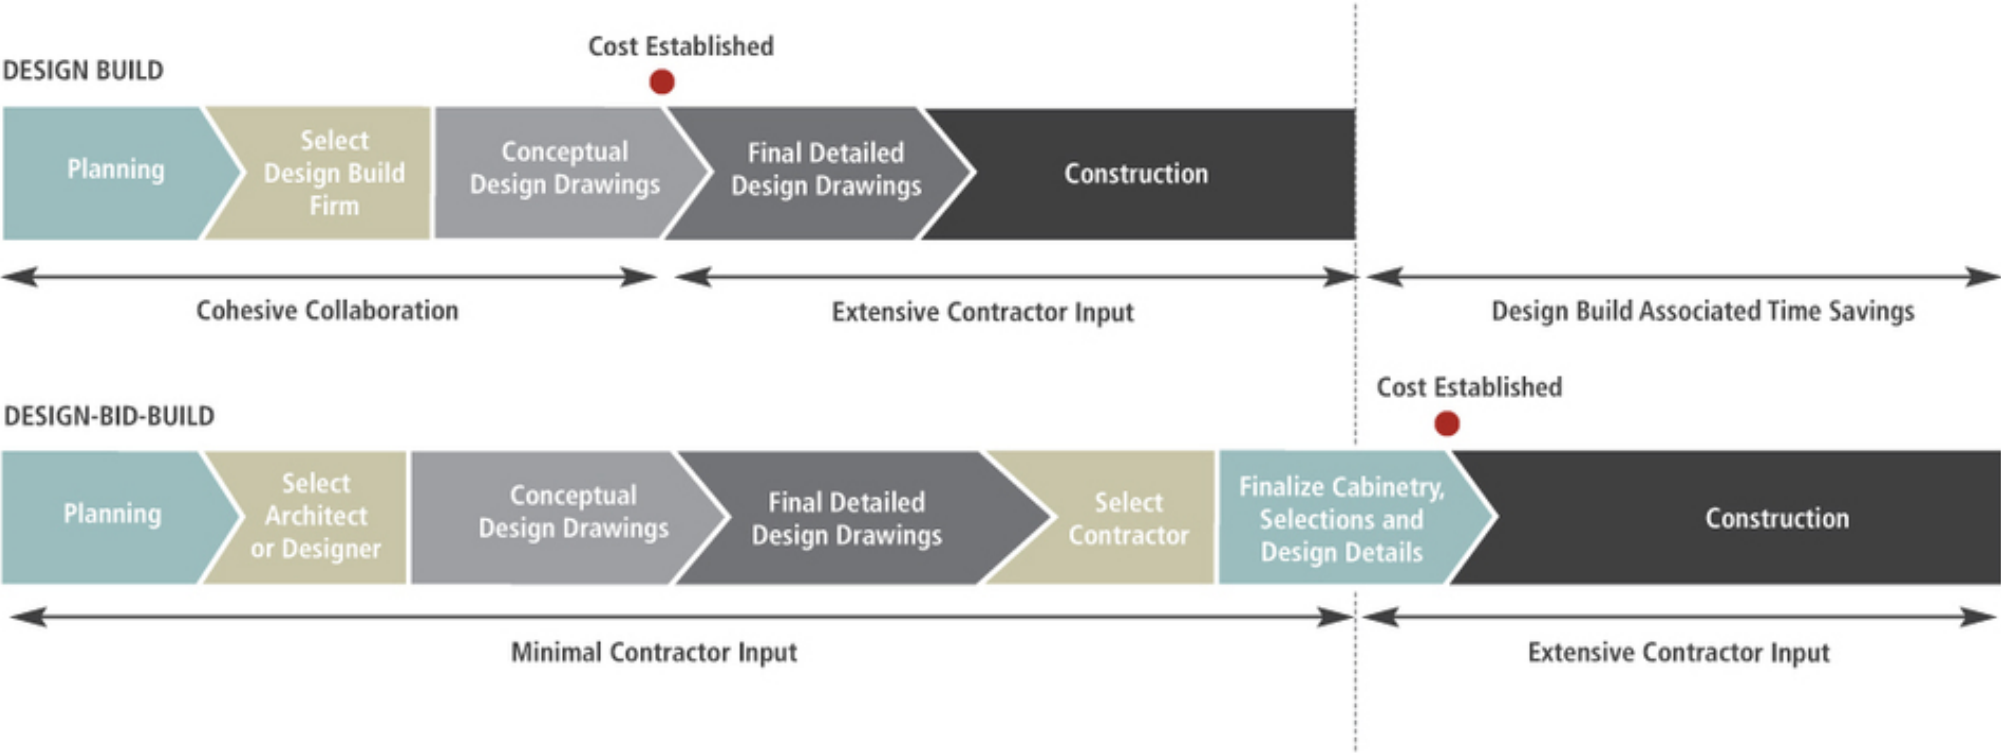 Cost Established
DESIGN BUILD
Planning
Select
Design Build
Firm
Conceptual
Design Drawings
Final Detailed
Design Drawings
Construction
Cohesive Collaboration
Extensive Contractor Input
Design Build Associated Time Savings
Cost Established
DESIGN-BID-BUILD
Planning
Select
Architect
or Designer
Conceptual
Design Drawings
Final Detailed
Design Drawings
Select
Contractor
Finalize Cabinetry,
Selections and
Design Details
Construction
Minimal Contractor Input
Extensive Contractor Input